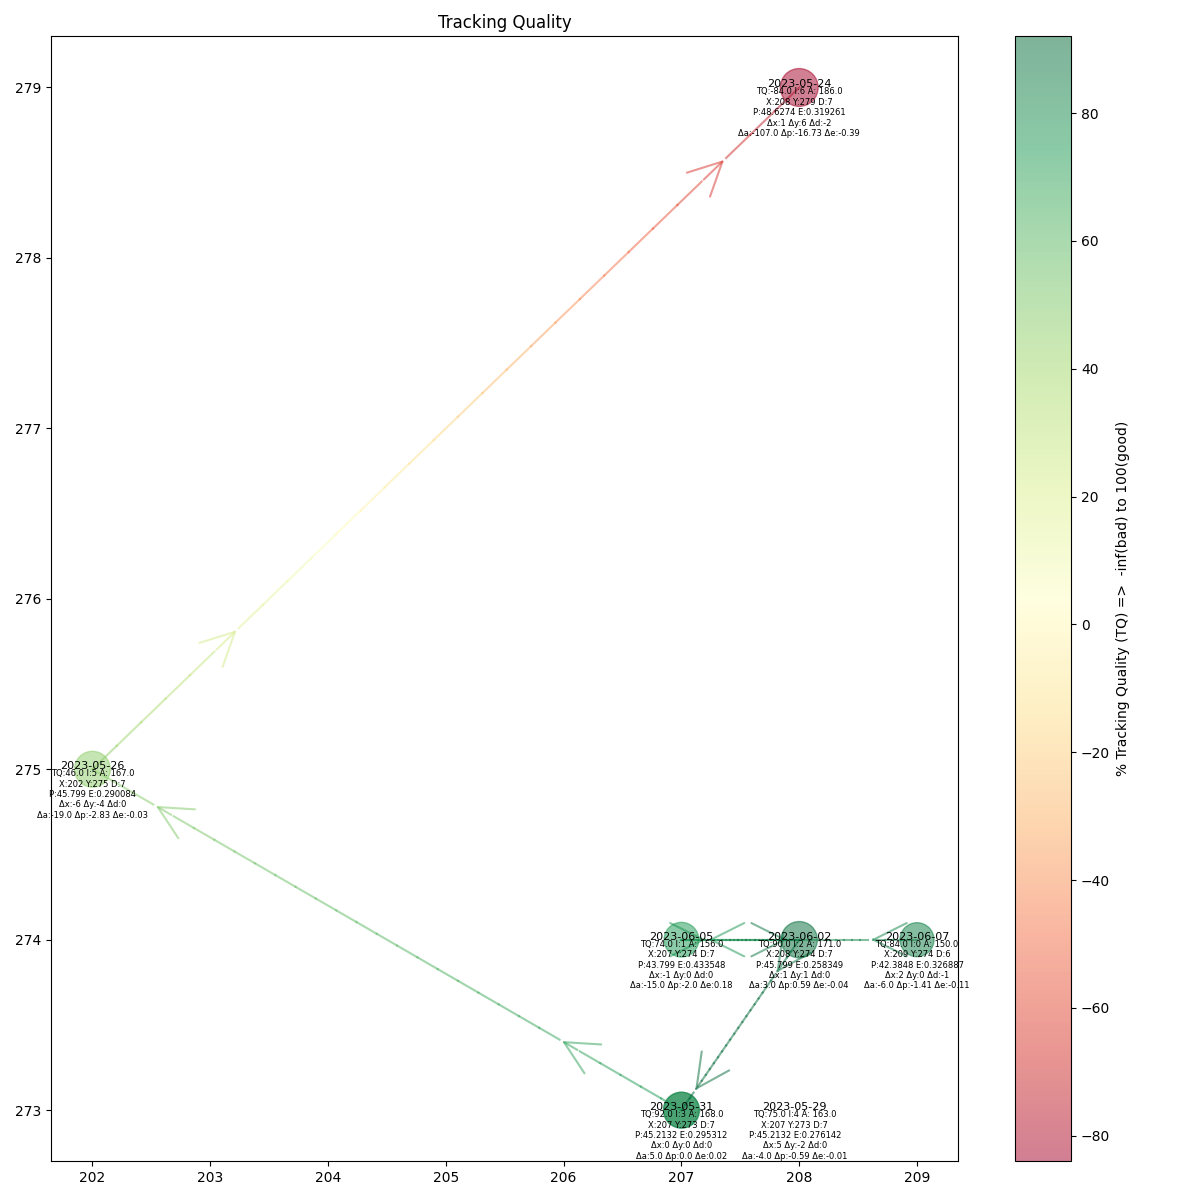 Tracking Quality
279
278
277
276
275
274
273
202
203
204
205
206
207
208
209
2023-05-24
TQ:-84.0 I:6 A: 186.0
X:208 Y:279 D:7
P:48.6274 E:0.319261
Δx:1 Δy:6 Δd:-2
Δa:-107.0 Δp:-16.73 Δe:-0.39
2023-05-26
TQ:46.0 I:5 A: 167.0
X:202 Y:275 D:7
P:45.799 E:0.290084
Δx:-6 Δy:-4 Δd:0
Δa:-19.0 Δp:-2.83 Δe:-0.03
2023-06-05
TQ:74.0 I:1 A: 156.0
X:207 Y:274 D:7
P:43.799 E:0.433548
Δx:-1 Δy:0 Δd:0
Δa:-15.0 Δp:-2.0 Δe:0.18
2023-06-02
TQ:90.0 I:2 A: 171.0
X:208 Y:274 D:7
P:45.799 E:0.258349
Δx:1 Δy:1 Δd:0
Δa:3.0 Δp:0.59 Δe:-0.04
2023-06-07
TQ:84.0 I:0 A: 150.0
X:209 Y:274 D:6
P:42.3848 E:0.326887
Δx:2 Δy:0 Δd:-1
Δa:-6.0 Δp:-1.41 Δe:-0.11
2023-05-31
TQ:92.0 I:3 A: 168.0
X:207 Y:273 D:7
P:45.2132 E:0.295312
Δx:0 Δy:0 Δd:0
Δa:5.0 Δp:0.0 Δe:0.02
2023-05-29
TQ:75.0 I:4 A: 163.0
X:207 Y:273 D:7
P:45.2132 E:0.276142
Δx:5 Δy:-2 Δd:0
Δa:-4.0 Δp:-0.59 Δe:-0.01
80
60
40
20
0
−20
−40
−60
−80
% Tracking Quality (TQ) =>  -inf(bad) to 100(good)